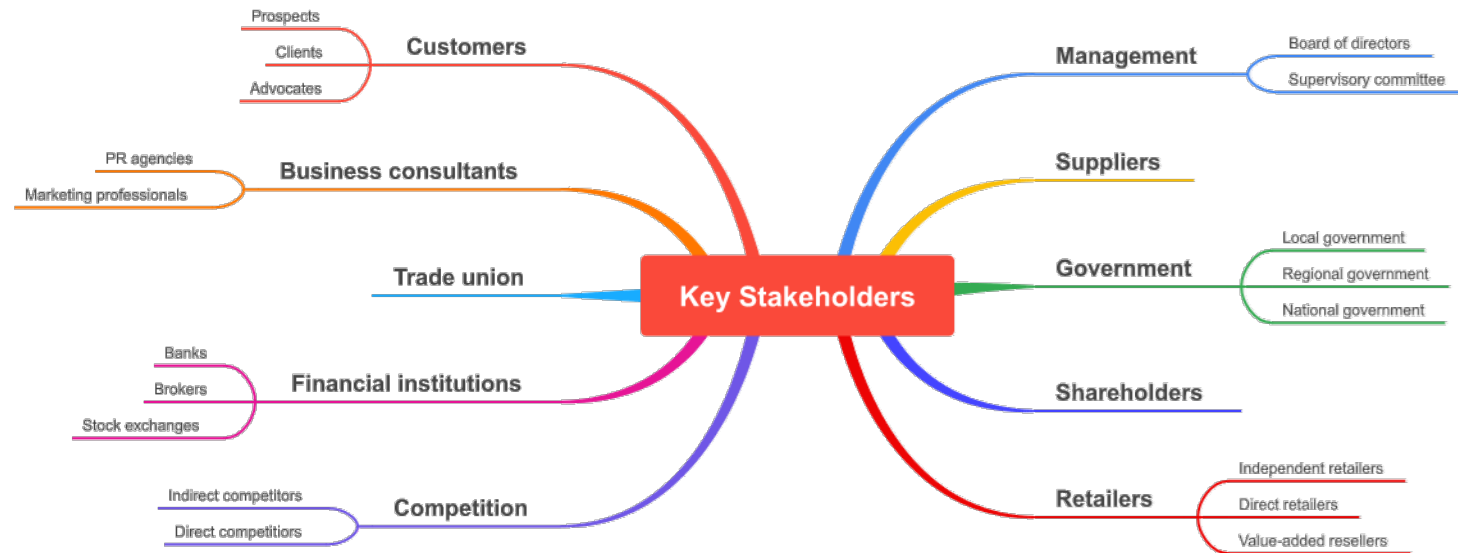 Key Stakeholders
Customers
Prospects
Clients
Advocates
Business consultants
PR agencies
Marketing professionals
Trade union
Financial institutions
Banks
Brokers
Stock exchanges
Competition
Indirect competitors
Direct competitors
Management
Board of directors
Supervisory committee
Suppliers
Government
Local government
Regional government
National government
Shareholders
Retailers
Independent retailers
Direct retailers
Value-added resellers